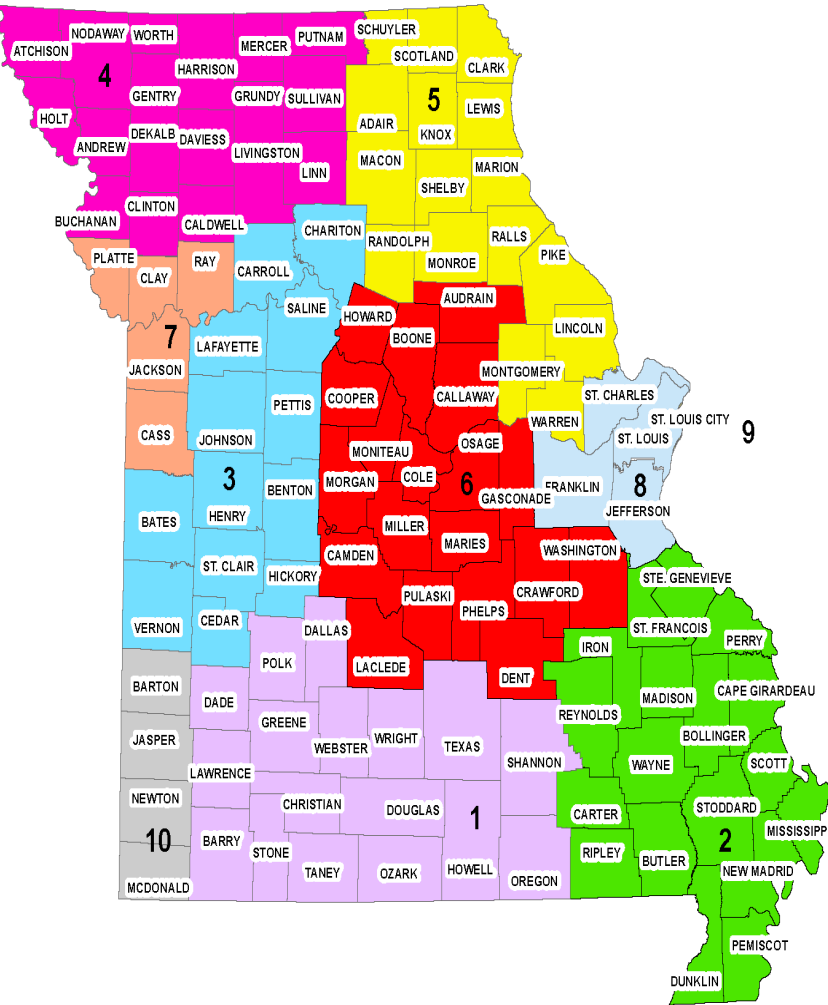 SCHUYLER
NODAWAY
WORTH
PUTNAM
MERCER
ATCHISON
SCOTLAND
HARRISON
CLARK
4
GENTRY
GRUNDY
SULLIVAN
5
LEWIS
HOLT
ADAIR
KNOX
DEKALB
DAVIESS
ANDREW
LIVINGSTON
MACON
LINN
MARION
SHELBY
CLINTON
BUCHANAN
CALDWELL
CHARITON
RANDOLPH
RALLS
PLATTE
RAY
CARROLL
MONROE
PIKE
CLAY
AUDRAIN
SALINE
HOWARD
LINCOLN
7
LAFAYETTE
BOONE
JACKSON
MONTGOMERY
COOPER
CALLAWAY
ST. CHARLES
PETTIS
WARREN
ST. LOUIS CITY
CASS
JOHNSON
OSAGE
ST. LOUIS
9
MONITEAU
3
MORGAN
COLE
6
FRANKLIN
8
BENTON
GASCONADE
HENRY
JEFFERSON
BATES
MILLER
MARIES
WASHINGTON
CAMDEN
ST. CLAIR
HICKORY
STE. GENEVIEVE
PULASKI
CRAWFORD
PHELPS
CEDAR
VERNON
DALLAS
ST. FRANCOIS
PERRY
IRON
POLK
LACLEDE
DENT
BARTON
MADISON
CAPE GIRARDEAU
DADE
REYNOLDS
GREENE
BOLLINGER
JASPER
WEBSTER
WRIGHT
TEXAS
SHANNON
WAYNE
SCOTT
LAWRENCE
NEWTON
CHRISTIAN
DOUGLAS
1
CARTER
STODDARD
MISSISSIPP
10
BARRY
2
STONE
RIPLEY
BUTLER
TANEY
OZARK
HOWELL
OREGON
NEW MADRID
MCDONALD
PEMISCOT
DUNKLIN